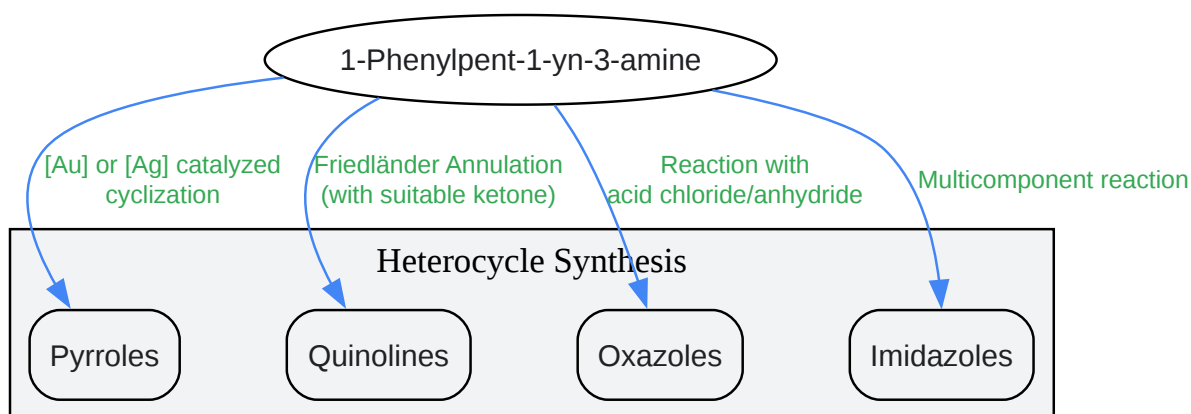 1-Phenylpent-1-yn-3-amine
[Au] or [Ag] catalyzed
cyclization
Friedländer Annulation
(with suitable ketone)
Reaction with
acid chloride/anhydride
Multicomponent reaction
Heterocycle Synthesis
Pyrroles
Quinolines
Oxazoles
Imidazoles